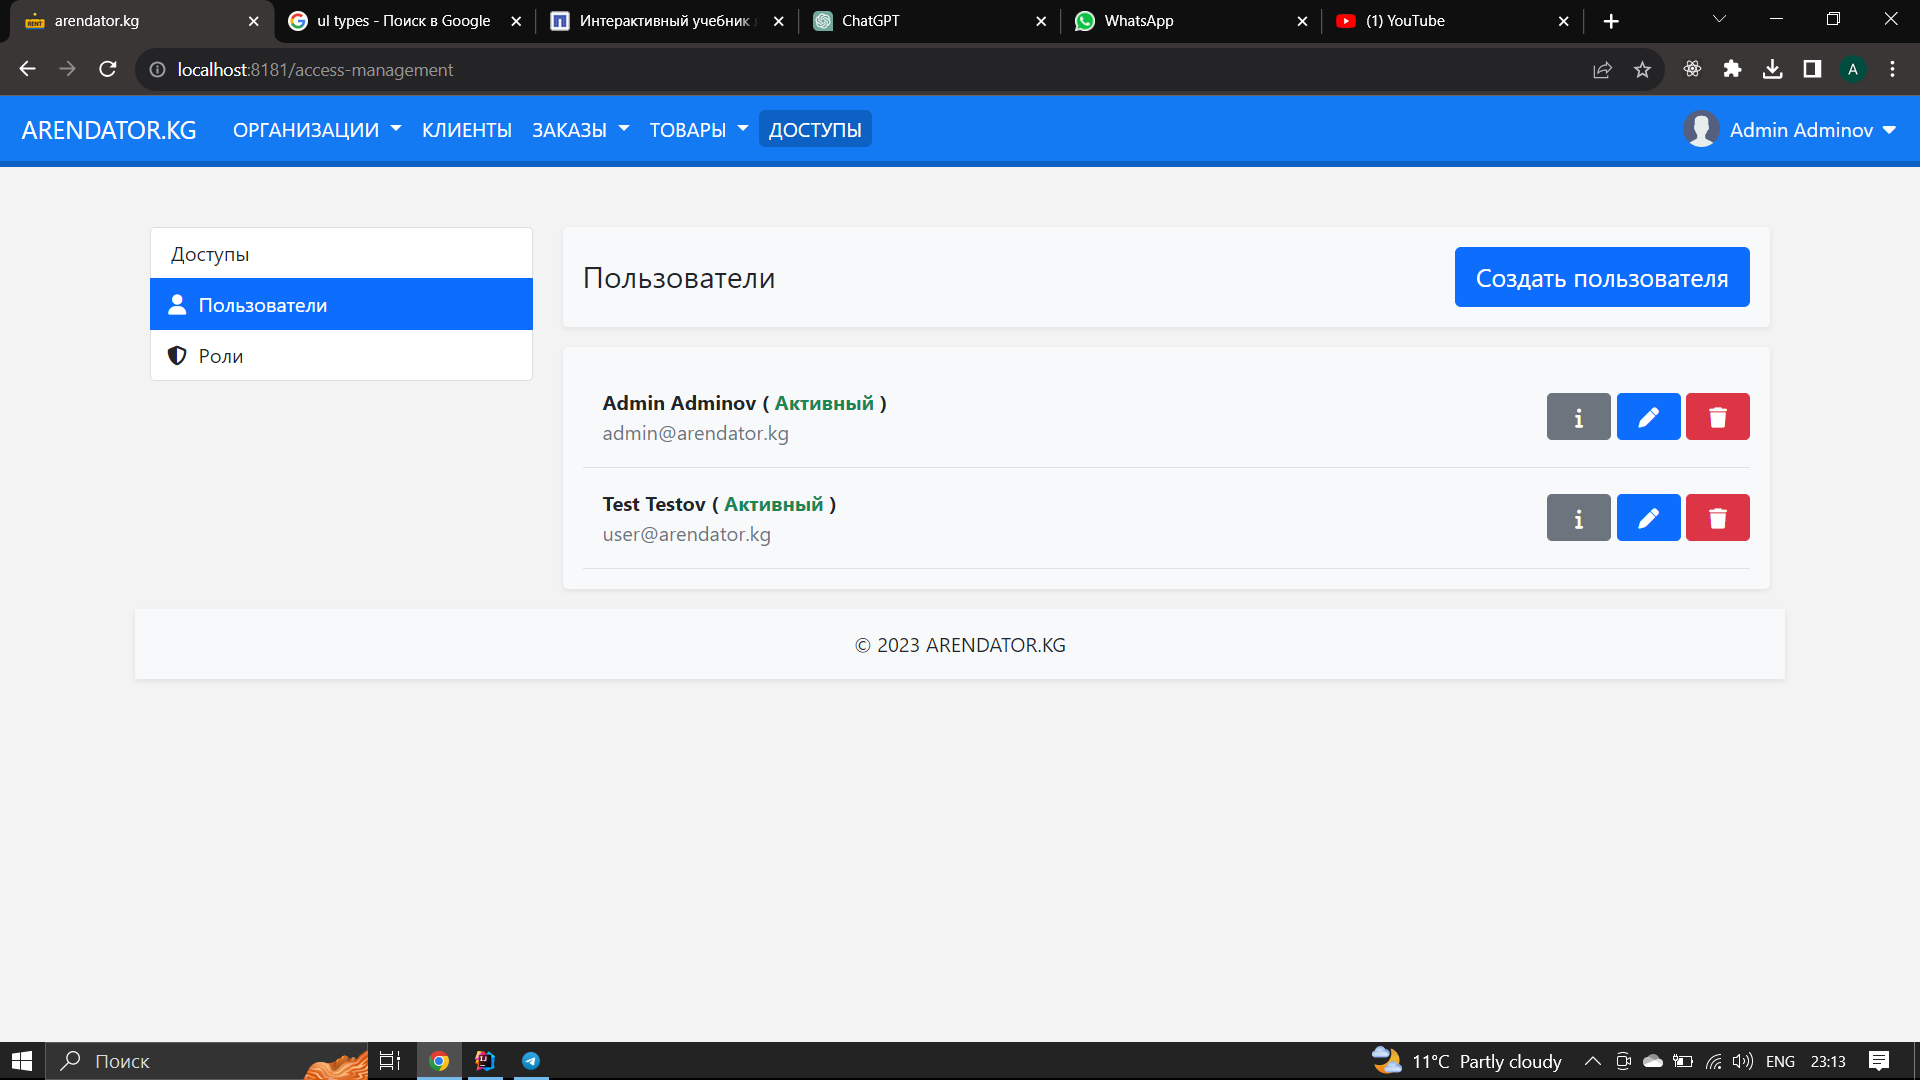 arendator.kg
ul types - Поиск в Google
Интерактивный учебник
ChatGPT
WhatsApp
(1) YouTube
localhost:8181/access-management
A
ARENDATOR.KG
ОРГАНИЗАЦИИ
КЛИЕНТЫ
ЗАКАЗЫ
ТОВАРЫ
ДОСТУПЫ
Admin Adminov
Доступы
Пользователи
Роли
Пользователи
Создать пользователя
Admin Adminov ( Активный )
admin@arendator.kg
Test Testov ( Активный )
user@arendator.kg
© 2023 ARENDATOR.KG
Поиск
11°C Partly cloudy
ENG
23:13